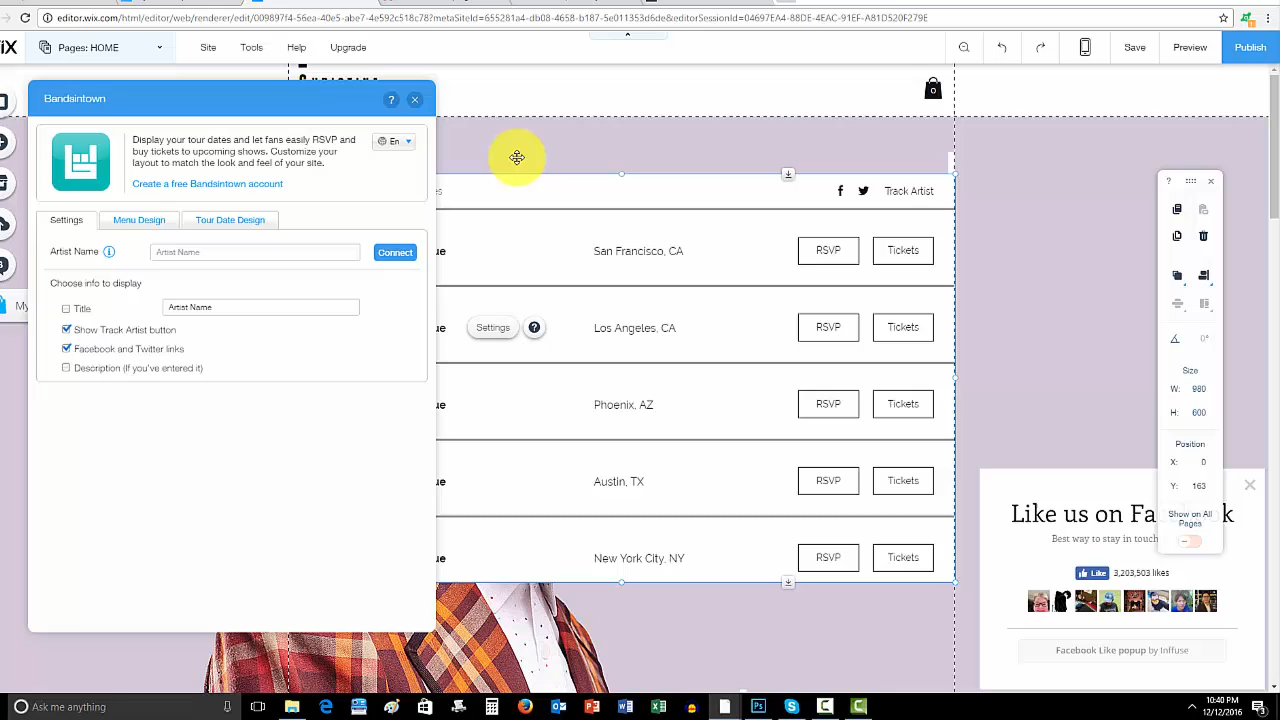 editor.wix.com/html/editor/web/renderer/edit/009897f4-56ea-40e5-abe7-4e592c518c78?metaSiteId=655281a4-db08-4658-b187-5e011353d6de&editorSessionId=04697EA4-88DE-4EAC-91EF-A81D520F279E
IX
Pages: HOME
Site
Tools
Help
Upgrade
Save
Preview
Publish
0
Bandsintown
?
Display your tour dates and let fans easily RSVP and
buy tickets to upcoming shows. Customize your
layout to match the look and feel of your site.
En
Create a free Bandsintown account
Settings
Menu Design
Tour Date Design
Artist Name
Artist Name
Connect
Choose info to display
Title
Artist Name
Show Track Artist button
Facebook and Twitter links
Description (If you've entered it)
My
Track Artist
San Francisco, CA
RSVP
Tickets
Settings
?
Los Angeles, CA
RSVP
Tickets
Phoenix, AZ
RSVP
Tickets
Austin, TX
RSVP
Tickets
New York City, NY
RSVP
Tickets
?
0°
Size
W: 980
H: 600
Position
X: 0
Y: 163
Show on All
Pages
Like us on Facebook
Best way to stay in touch
Like
3,203,503 likes
Facebook Like popup by Inffuse
Ask me anything
10:40 PM
12/12/2016